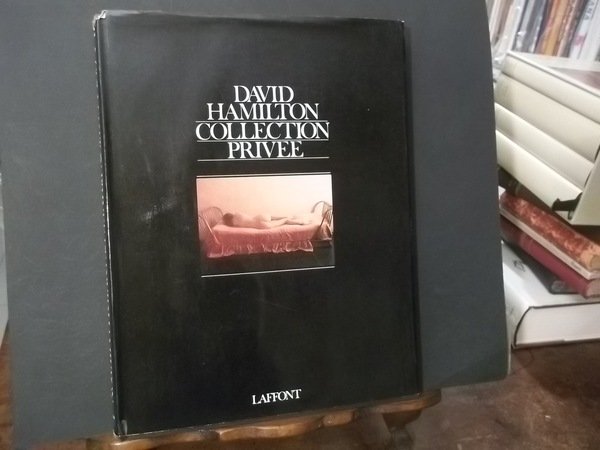 DAVID
HAMILTON
COLLECTION
PRIVEE
LAFFONT